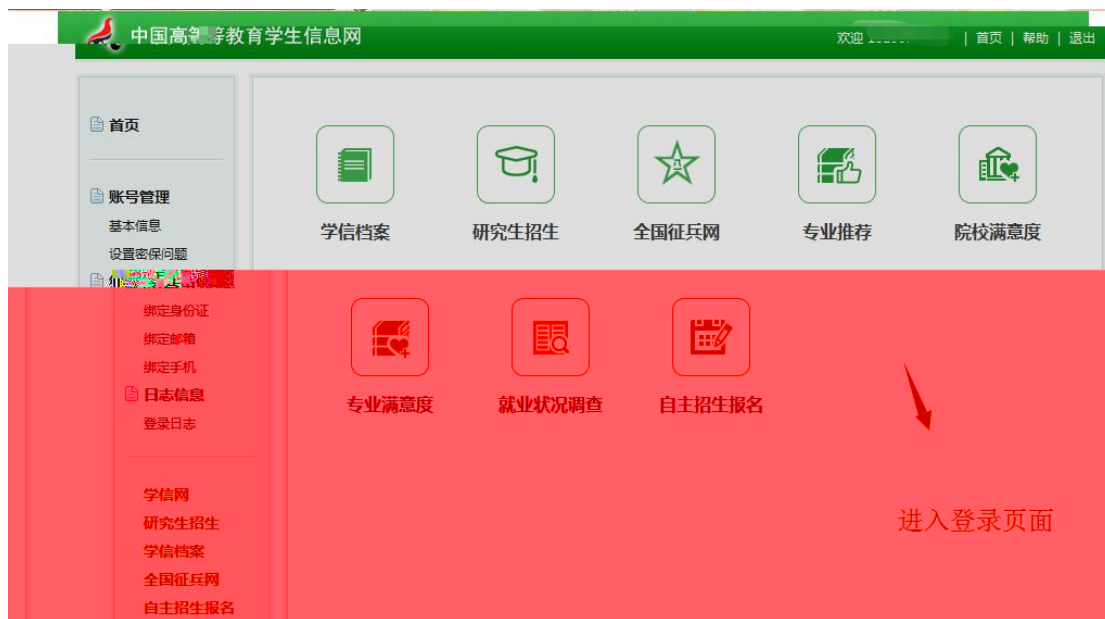 中国高等教育学生信息网
欢迎
| 首页 | 帮助 | 退出
首页
账号管理
基本信息
设置密保问题
绑定身份证
绑定邮箱
绑定手机
日志信息
登录日志
学信网
研究生招生
学信档案
全国征兵网
自主招生报名
学信档案
研究生招生
全国征兵网
专业推荐
院校满意度
专业满意度
就业状况调查
自主招生报名
进入登录页面